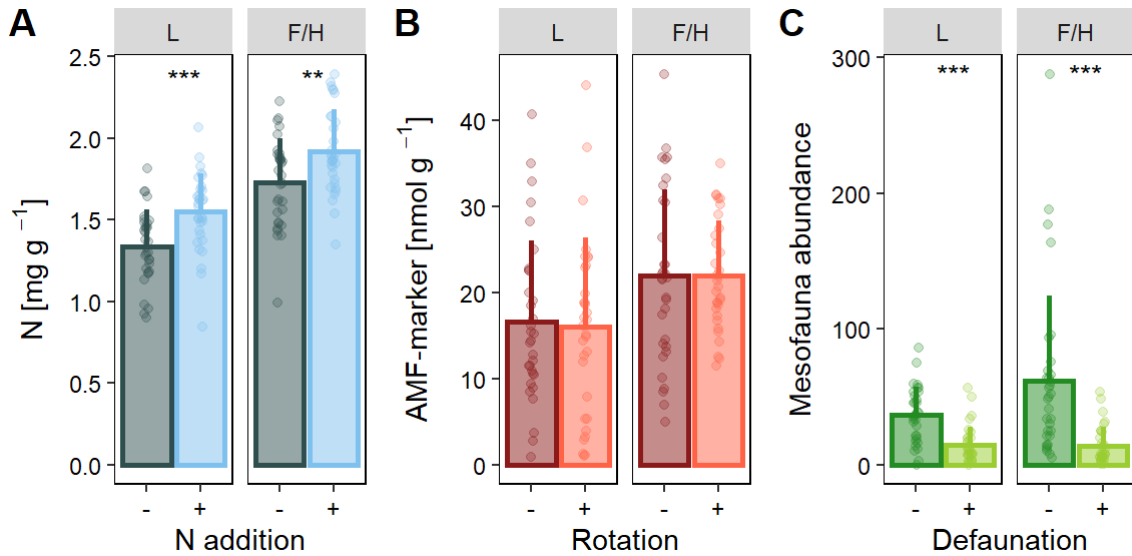 A
L
F/H
***
**
2.5
2.0
1.5
1.0
0.5
0.0
N [mg g −1]
- + - +
N addition
B
L
F/H
40
30
20
10
0
AMF-marker [nmol g −1]
- + - +
Rotation
C
L
F/H
***
***
300
200
100
0
Mesofauna abundance
- + - +
Defaunation